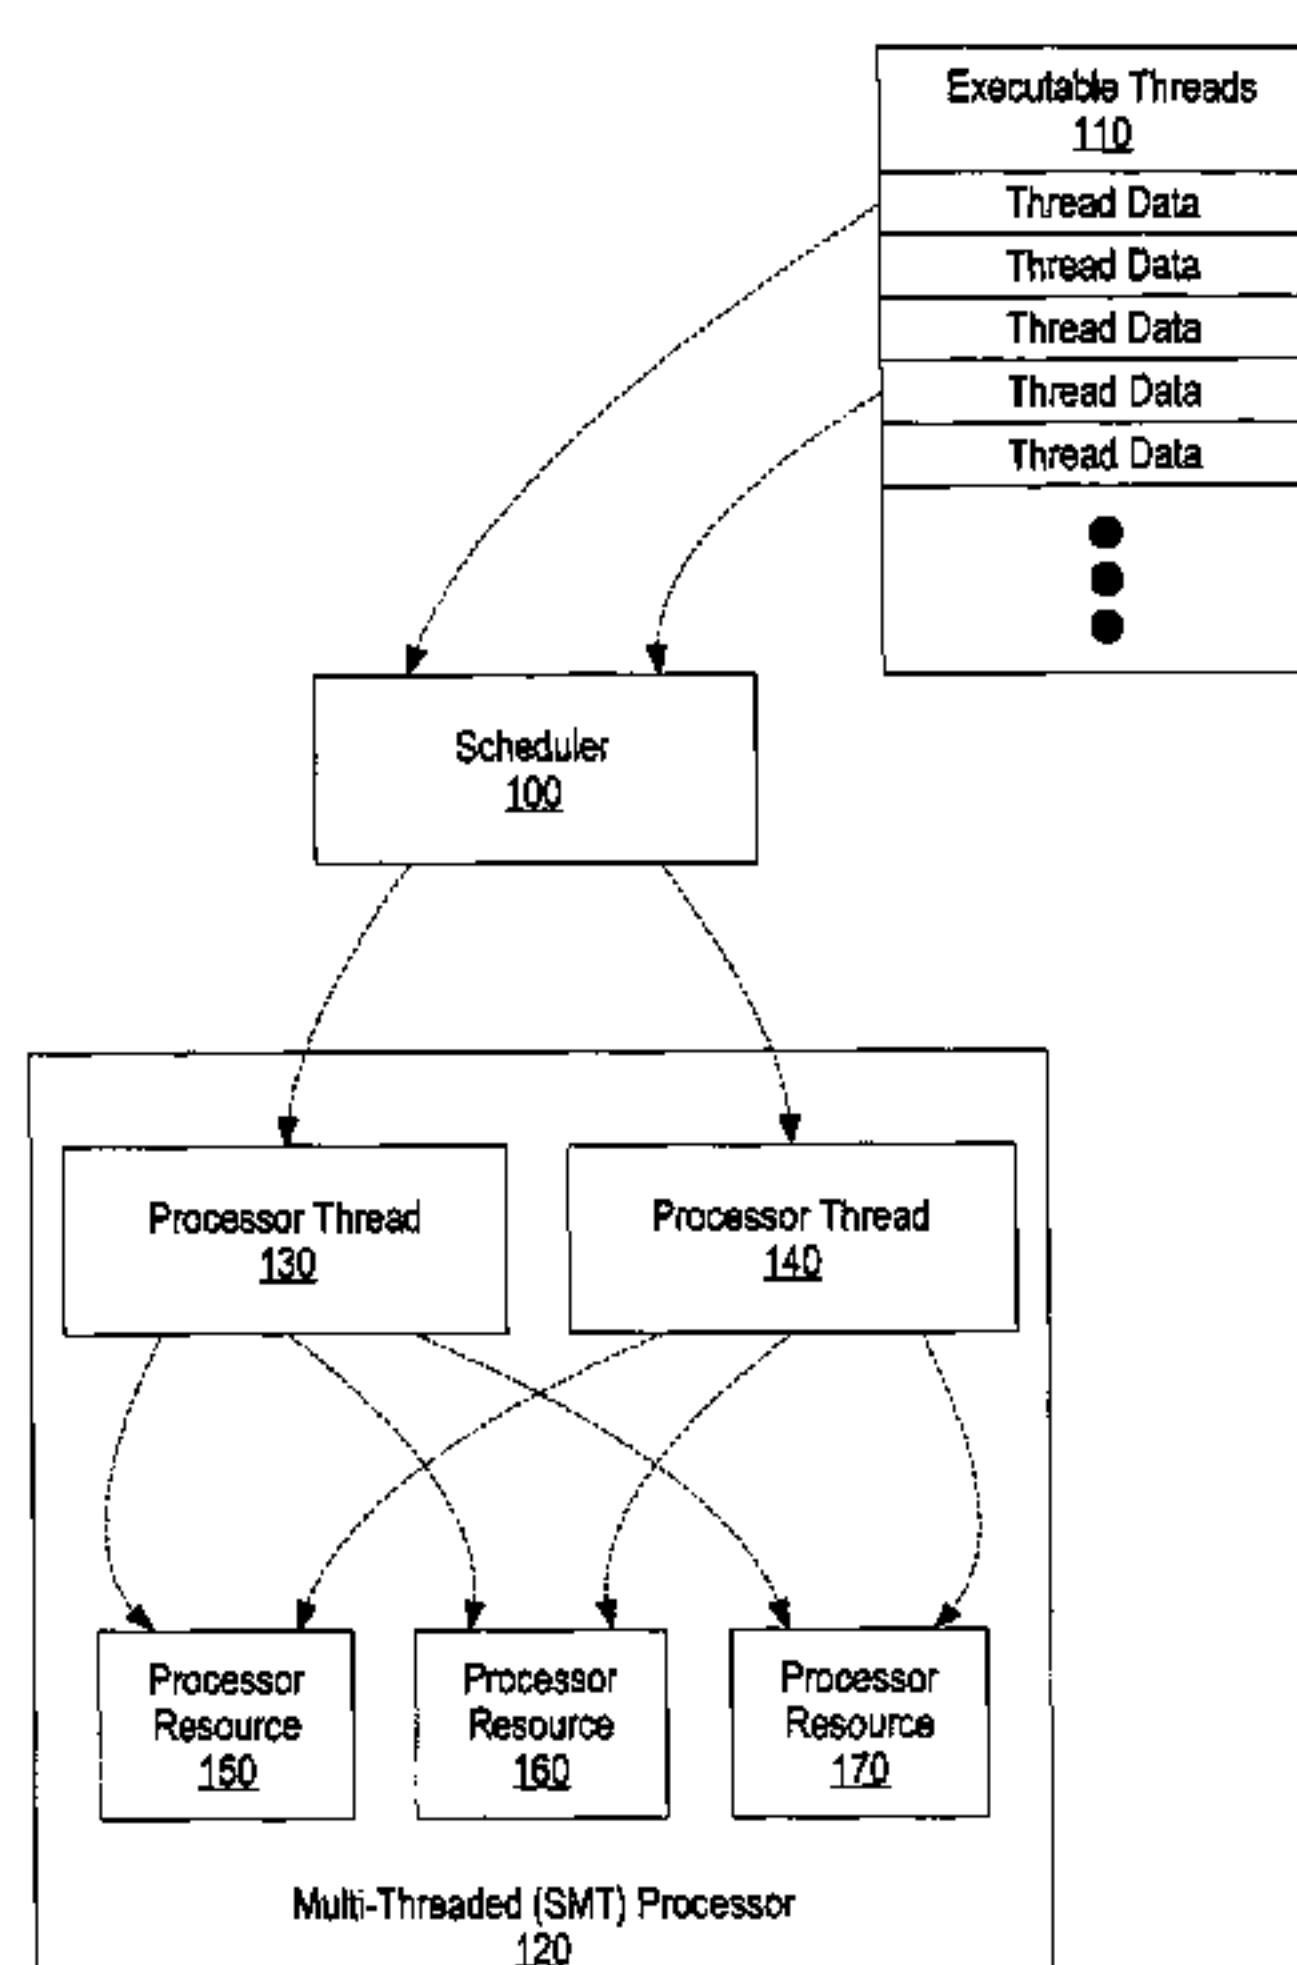 Executable Threads
110
Thread Data
Thread Data
Thread Data
Thread Data
Thread Data
Scheduler
100
Processor Thread
130
Processor Thread
140
Processor
Resource
150
Processor
Resource
160
Processor
Resource
170
Multi-Threaded (SMT) Processor
120